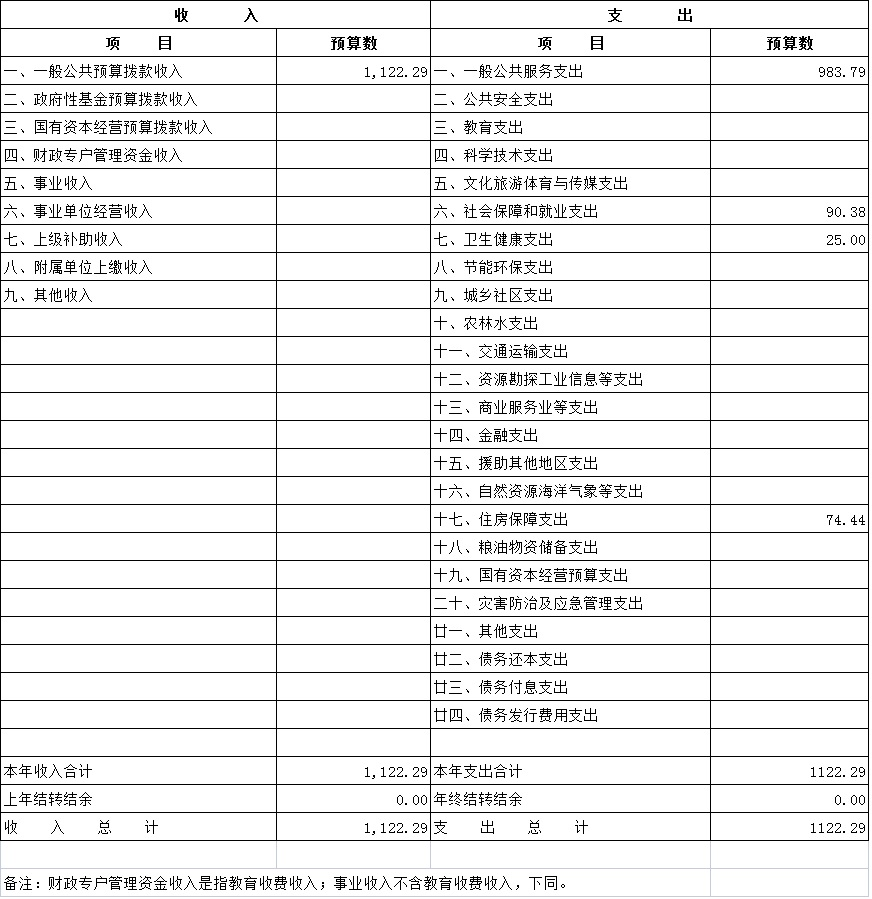 收 入 支 出
项 目 预算数 项 目 预算数
一、一般公共预算拨款收入 1,122.29 一、一般公共服务支出 983.79
二、政府性基金预算拨款收入 二、公共安全支出
三、国有资本经营预算拨款收入 三、教育支出
四、财政专户管理资金收入 四、科学技术支出
五、事业收入 五、文化旅游体育与传媒支出
六、事业单位经营收入 六、社会保障和就业支出 90.38
七、上级补助收入 七、卫生健康支出 25.00
八、附属单位上缴收入 八、节能环保支出
九、其他收入 九、城乡社区支出
十、农林水支出
十一、交通运输支出
十二、资源勘探工业信息等支出
十三、商业服务业等支出
十四、金融支出
十五、援助其他地区支出
十六、自然资源海洋气象等支出
十七、住房保障支出 74.44
十八、粮油物资储备支出
十九、国有资本经营预算支出
二十、灾害防治及应急管理支出
廿一、其他支出
廿二、债务还本支出
廿三、债务付息支出
廿四、债务发行费用支出
本年收入合计 1,122.29 本年支出合计 1122.29
上年结转结余 0.00 年终结转结余 0.00
收 入 总 计 1,122.29 支 出 总 计 1122.29
备注：财政专户管理资金收入是指教育收费收入；事业收入不含教育收费收入，下同。